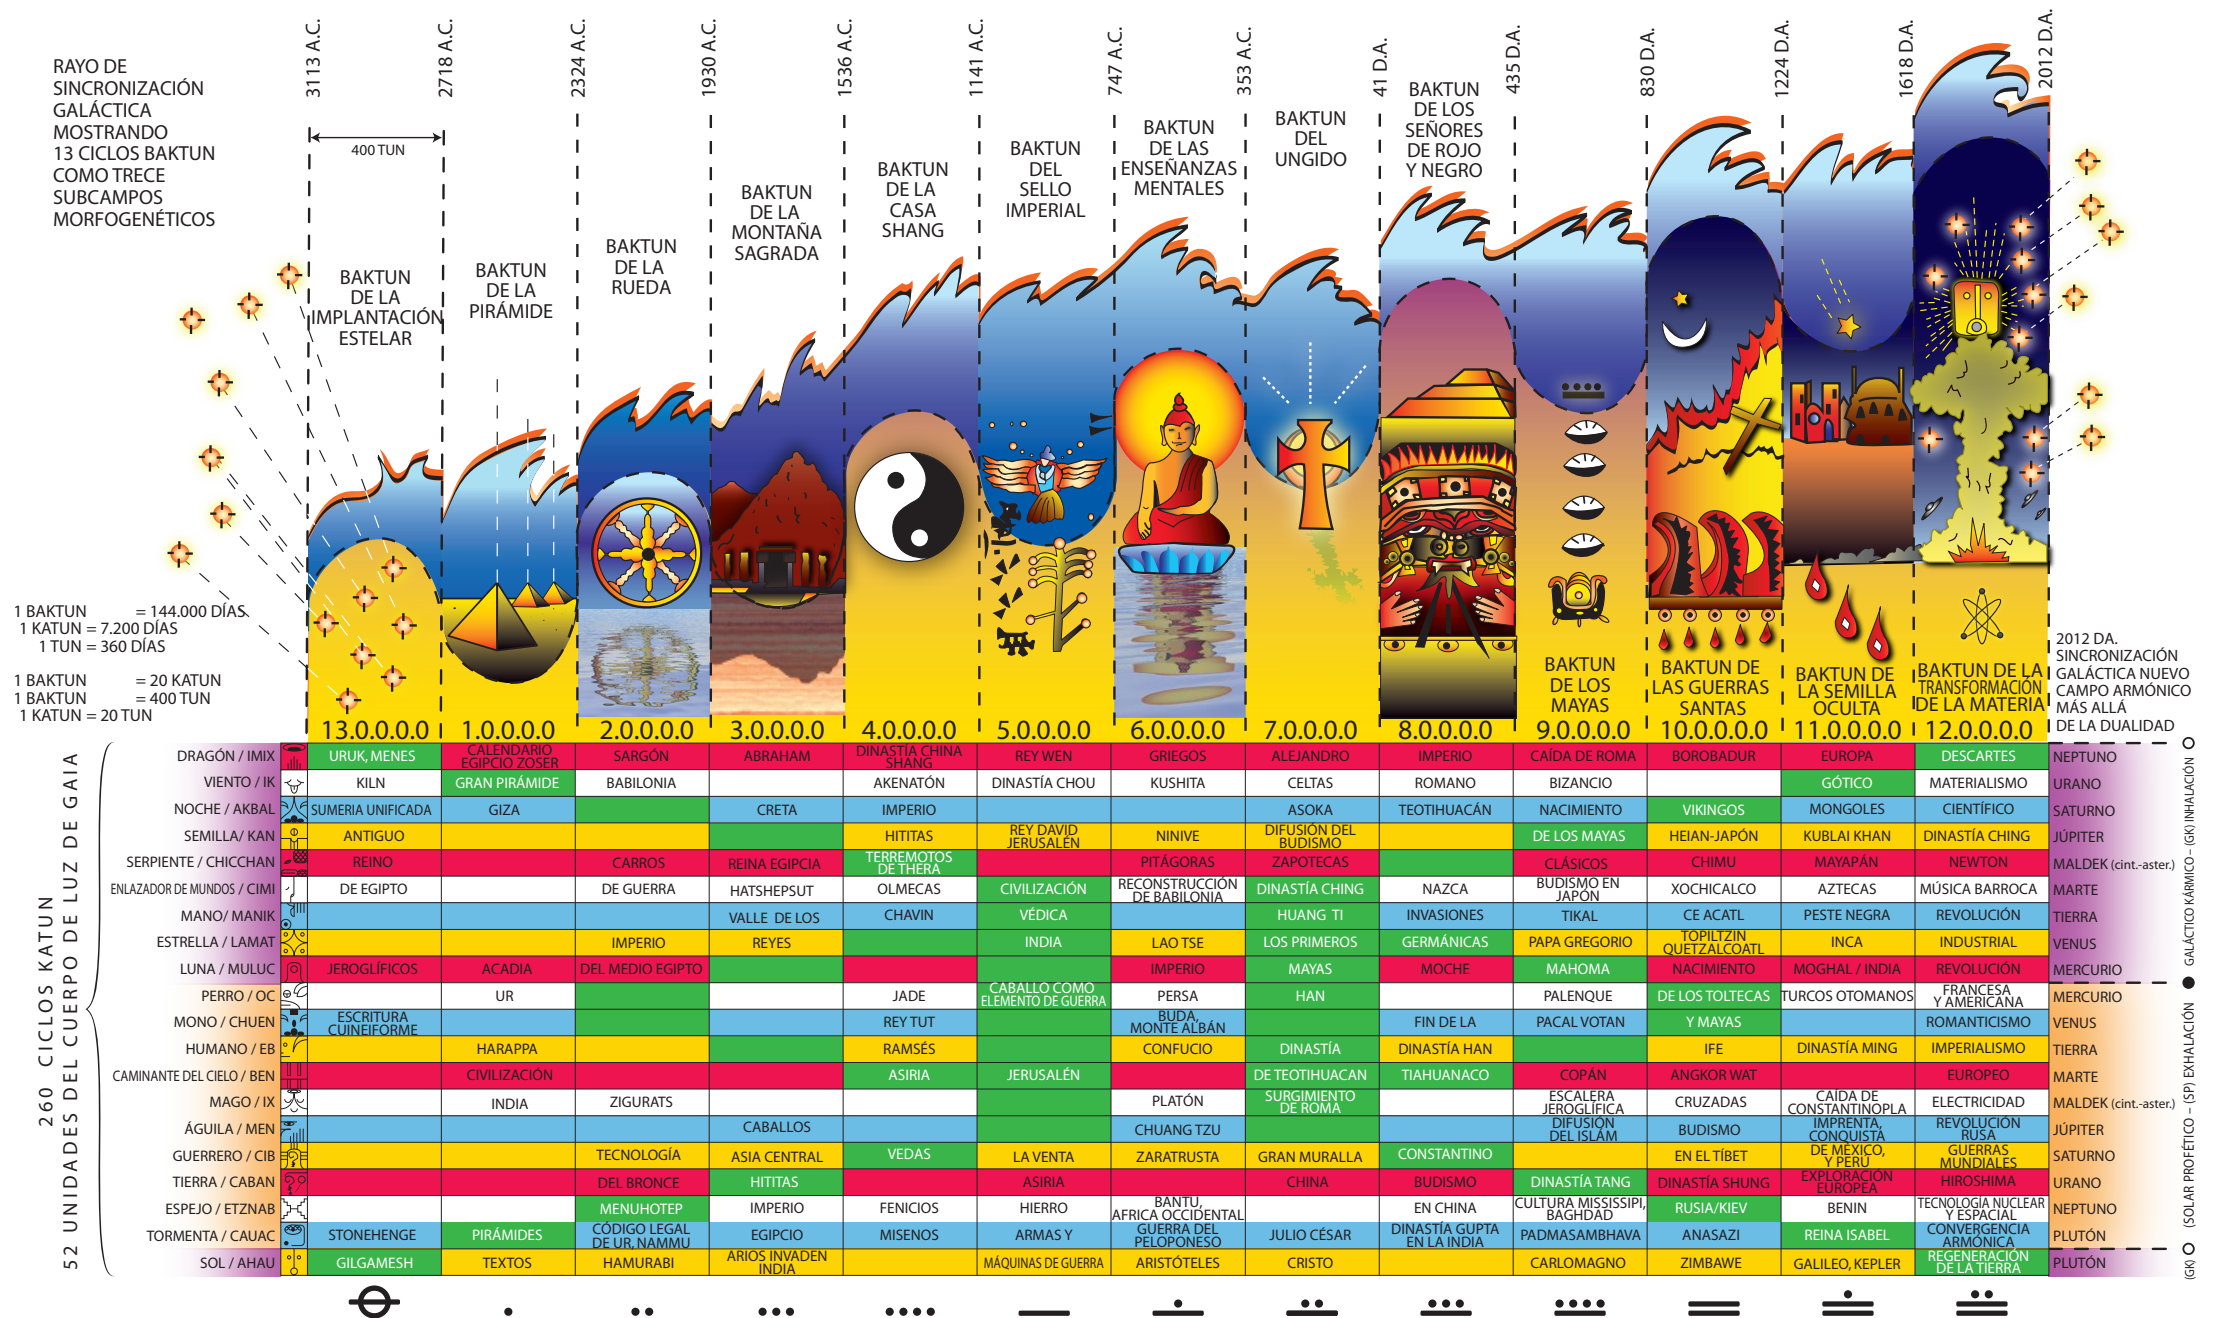 RAYO DE
SINCRONIZACIÓN
GALÁCTICA
MOSTRANDO
13 CICLOS BAKTUN
COMO TRECE
SUBCAMPOS
MORFOGENÉTICOS
3113 A.C.
2718 A.C.
2324 A.C.
1930 A.C.
1536 A.C.
1141 A.C.
747 A.C.
353 A.C.
41 D.A.
435 D.A.
830 D.A.
1224 D.A.
1618 D.A.
2012 D.A.
400 TUN
BAKTUN
DE LA
IMPLANTACIÓN
ESTELAR
BAKTUN
DE LA
PIRÁMIDE
BAKTUN
DE LA
RUEDA
BAKTUN
DE LA
MONTAÑA
SAGRADA
BAKTUN
DE LA
CASA
SHANG
BAKTUN
DEL
SELLO
IMPERIAL
BAKTUN
DE LAS
ENSEÑANZAS
MENTALES
BAKTUN
DEL
UNGIDO
BAKTUN
DE LOS
SEÑORES
DE ROJO
Y NEGRO
BAKTUN
DE LOS
MAYAS
BAKTUN DE
LAS GUERRAS
SANTAS
BAKTUN DE
LA SEMILLA
OCULTA
BAKTUN DE LA
TRANSFORMACIÓN
DE LA MATERIA
1 BAKTUN = 144.000 DÍAS
1 KATUN = 7.200 DÍAS
1 TUN = 360 DÍAS
1 BAKTUN = 20 KATUN
1 BAKTUN = 400 TUN
1 KATUN = 20 TUN
2012 DA.
SINCRONIZACIÓN
GALÁCTICA NUEVO
CAMPO ARMÓNICO
MÁS ALLÁ
DE LA DUALIDAD
13.0.0.0.0 1.0.0.0.0 2.0.0.0.0 3.0.0.0.0 4.0.0.0.0 5.0.0.0.0 6.0.0.0.0 7.0.0.0.0 8.0.0.0.0 9.0.0.0.0 10.0.0.0.0 11.0.0.0.0 12.0.0.0.0
260 CICLOS KATUN
52 UNIDADES DEL CUERPO DE LUZ DE GAIA
DRAGÓN / IMIX URUK, MENES CALENDARIO EGIPCIO ZOSER SARGÓN ABRAHAM DINASTÍA CHINA SHANG REY WEN GRIEGOS ALEJANDRO IMPERIO CAÍDA DE ROMA BOROBADUR EUROPA DESCARTES NEPTUNO
VIENTO / IK KILN GRAN PIRÁMIDE BABILONIA AKENATÓN DINASTÍA CHOU KUSHITA CELTAS ROMANO BIZANCIO GÓTICO MATERIALISMO URANO
NOCHE / AKBAL SUMERIA UNIFICADA GIZA CRETA IMPERIO ASOKA TEOTIHUACÁN NACIMIENTO VIKINGOS MONGOLES CIENTÍFICO SATURNO
SEMILLA/ KAN ANTIGUO HITITAS REY DAVID JERUSALÉN NINIVE DIFUSIÓN DEL BUDISMO DE LOS MAYAS HEIAN-JAPÓN KUBLAI KHAN DINASTÍA CHING JÚPITER
SERPIENTE / CHICCHAN REINO CARROS REINA EGIPCIA TERREMOTOS DE THERA PITÁGORAS ZAPOTECAS CLÁSICOS CHIMU MAYAPÁN NEWTON MALDEK (cint.-aster.)
ENLAZADOR DE MUNDOS / CIMI DE EGIPTO DE GUERRA HATSHEPSUT OLMECAS CIVILIZACIÓN RECONSTRUCCIÓN DE BABILONIA DINASTÍA CHING NAZCA BUDISMO EN JAPÓN XOCHICALCO AZTECAS MÚSICA BARROCA MARTE
MANO/ MANIK VALLE DE LOS CHAVIN VÉDICA HUANG TI INVASIONES TIKAL CE ACATL PESTE NEGRA REVOLUCIÓN TIERRA
ESTRELLA / LAMAT IMPERIO REYES INDIA LAO TSE LOS PRIMEROS GERMÁNICAS PAPA GREGORIO TOPILTZIN QUETZALCOATL INCA INDUSTRIAL VENUS
LUNA / MULUC JEROGLÍFICOS ACADIA DEL MEDIO EGIPTO IMPERIO MAYAS MOCHE MAHOMA NACIMIENTO MOGHAL / INDIA REVOLUCIÓN MERCURIO
PERRO / OC UR JADE CABALLO COMO ELEMENTO DE GUERRA PERSA HAN PALENQUE DE LOS TOLTECAS TURCOS OTOMANOS FRANCESA Y AMERICANA MERCURIO
MONO / CHUEN ESCRITURA CUINEIFORME REY TUT BUDA, MONTE ALBÁN FIN DE LA PACAL VOTAN Y MAYAS ROMANTICISMO VENUS
HUMANO / EB HARAPPA RAMSÉS CONFUCIO DINASTÍA DINASTÍA HAN IFE DINASTÍA MING IMPERIALISMO TIERRA
CAMINANTE DEL CIELO / BEN CIVILIZACIÓN ASIRIA JERUSALÉN DE TEOTIHUACAN TIAHUANACO COPÁN ANGKOR WAT EUROPEO MARTE
MAGO / IX INDIA ZIGURATS PLATÓN SURGIMIENTO DE ROMA ESCALERA JEROGLÍFICA CRUZADAS CAÍDA DE CONSTANTINOPLA ELECTRICIDAD MALDEK (cint.-aster.)
ÁGUILA / MEN CABALLOS CHUANG TZU DIFUSIÓN DEL ISLÁM BUDISMO IMPRENTA, CONQUISTA REVOLUCIÓN RUSA JÚPITER
GUERRERO / CIB TECNOLOGÍA ASIA CENTRAL VEDAS LA VENTA ZARATRUSTA GRAN MURALLA CONSTANTINO EN EL TÍBET DE MÉXICO, Y PERÚ GUERRAS MUNDIALES SATURNO
TIERRA / CABAN DEL BRONCE HITITAS ASIRIA CHINA BUDISMO DINASTÍA TANG DINASTÍA SHUNG EXPLORACIÓN EUROPEA HIROSHIMA URANO
ESPEJO / ETZNAB MENUHOTEP IMPERIO FENICIOS HIERRO BANTU, AFRICA OCCIDENTAL EN CHINA CULTURA MISSISSIPI, BAGHDAD RUSIA/KIEV BENIN TECNOLOGÍA NUCLEAR Y ESPACIAL NEPTUNO
TORMENTA / CAUAC STONEHENGE PIRÁMIDES CÓDIGO LEGAL DE UR, NAMMU EGIPCIO MISENOS ARMAS Y GUERRA DEL PELOPONESO JULIO CÉSAR DINASTÍA GUPTA EN LA INDIA PADMASAMBHAVA ANASAZI REINA ISABEL CONVERGENCIA ARMÓNICA PLUTÓN
SOL / AHAU GILGAMESH TEXTOS HAMURABI ARIOS INVADEN INDIA MÁQUINAS DE GUERRA ARISTÓTELES CRISTO CARLOMAGNO ZIMBAWE GALILEO, KEPLER REGENERACIÓN DE LA TIERRA PLUTÓN
(GK) (SOLAR PROFÉTICO – (SP) EXHALACIÓN GALÁCTICO KÁRMICO – (GK) INHALACIÓN